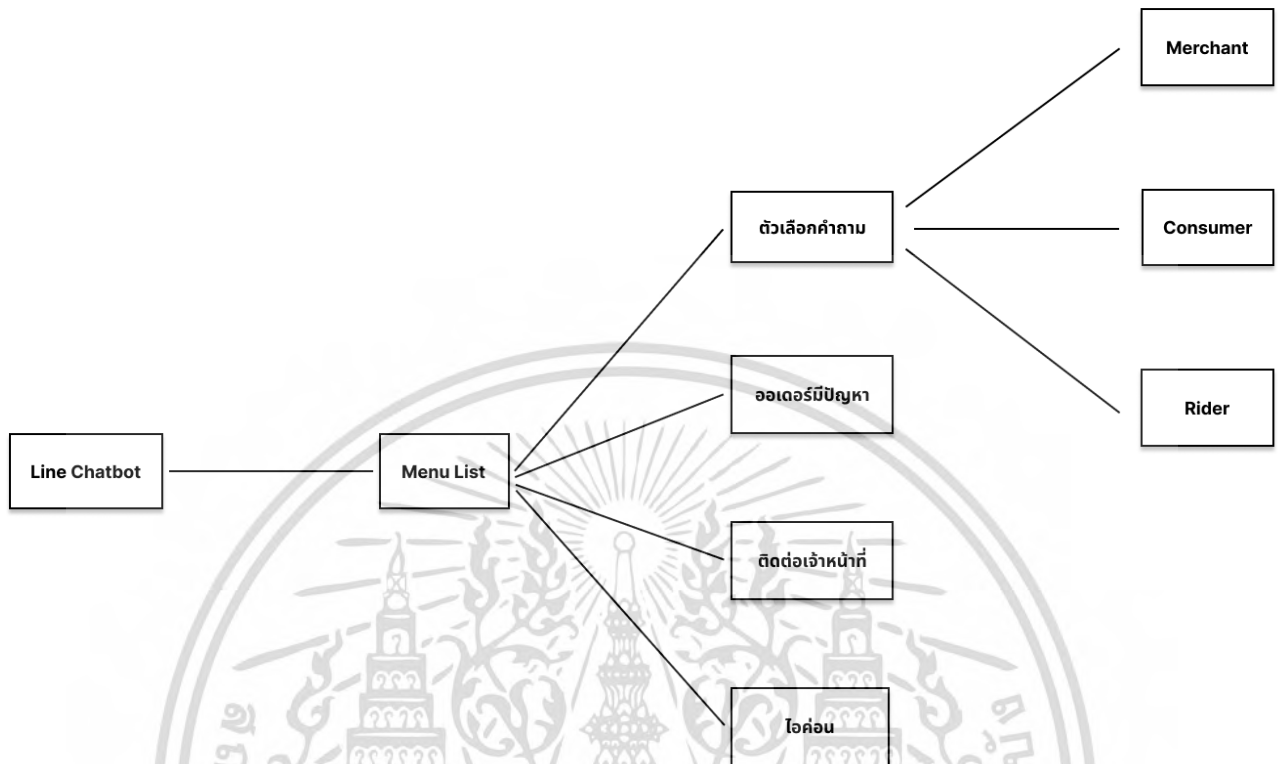 Merchant
ตัวเลือกคำถาม
Consumer
ออเดอร์มีปัญหา
Rider
Line Chatbot
Menu List
ติดต่อเจ้าหน้าที่
ไอค่อน